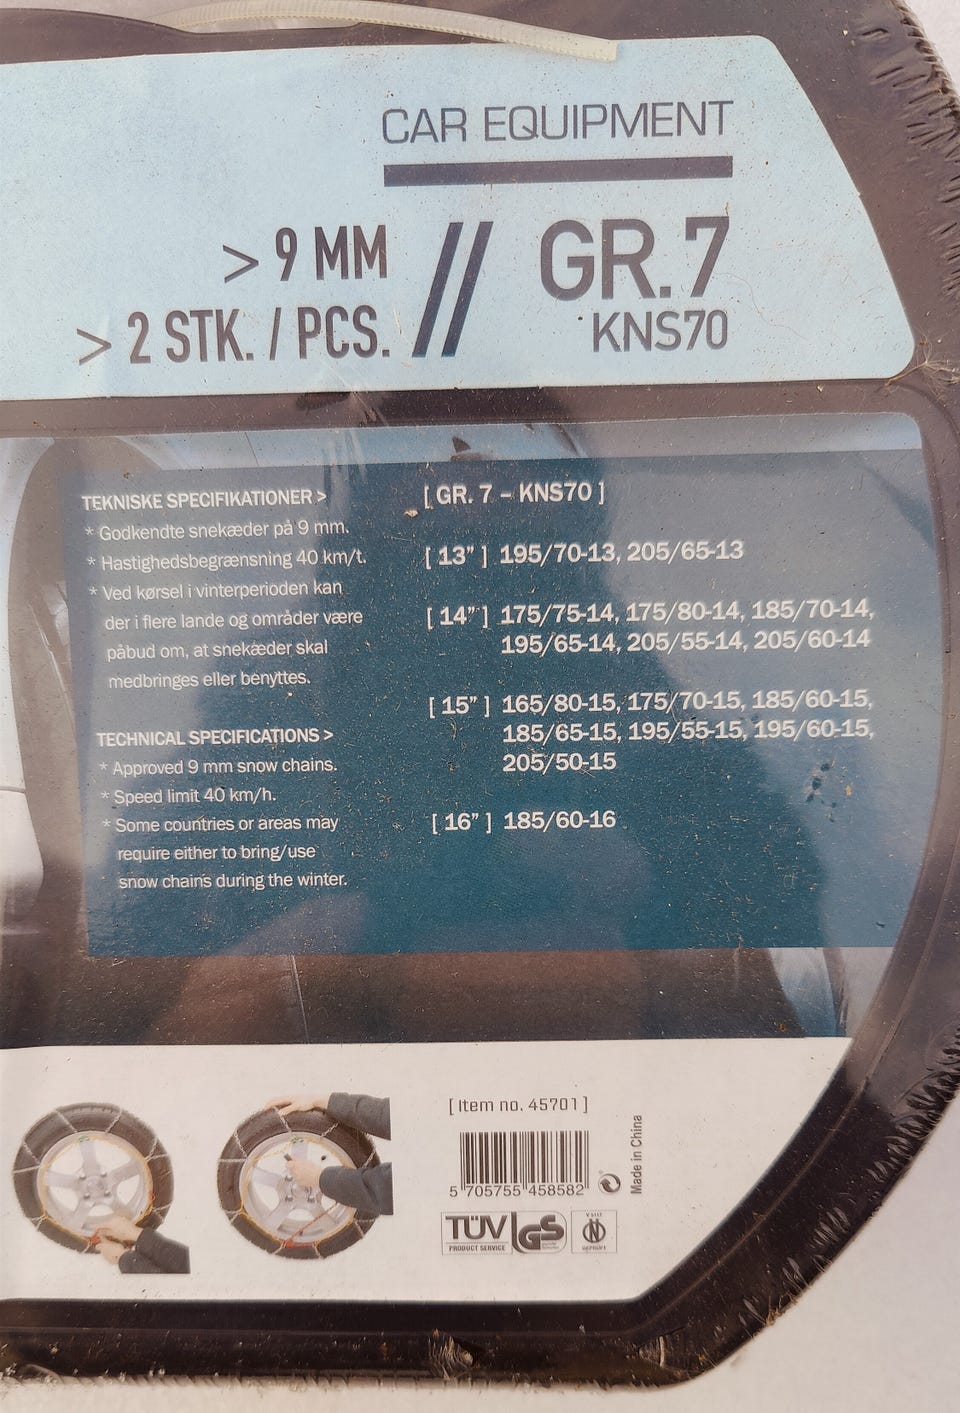 CAR EQUIPMENT
> 9 MM
> 2 STK. / PCS.
//
GR.7
KNS70
TEKNISKE SPECIFIKATIONER >
* Godkendte snekæder på 9 mm.
* Hastighedsbegrænsning 40 km/t.
* Ved kørsel i vinterperioden kan
der i flere lande og områder være
påbud om, at snekæder skal
medbringes eller benyttes.
TECHNICAL SPECIFICATIONS >
* Approved 9 mm snow chains.
* Speed limit 40 km/h.
* Some countries or areas may
require either to bring/use
snow chains during the winter.
[ GR. 7 – KNS70 ]
[ 13" ] 195/70-13, 205/65-13
[ 14" ] 175/75-14, 175/80-14, 185/70-14,
195/65-14, 205/55-14, 205/60-14
[ 15" ] 165/80-15, 175/70-15, 185/60-15,
185/65-15, 195/55-15, 195/60-15,
205/50-15
[ 16" ] 185/60-16
[ Item no. 45701 ]
5 705755 458582
Made in China
TÜV
PRODUCT SERVICE
GS
V 5117
N